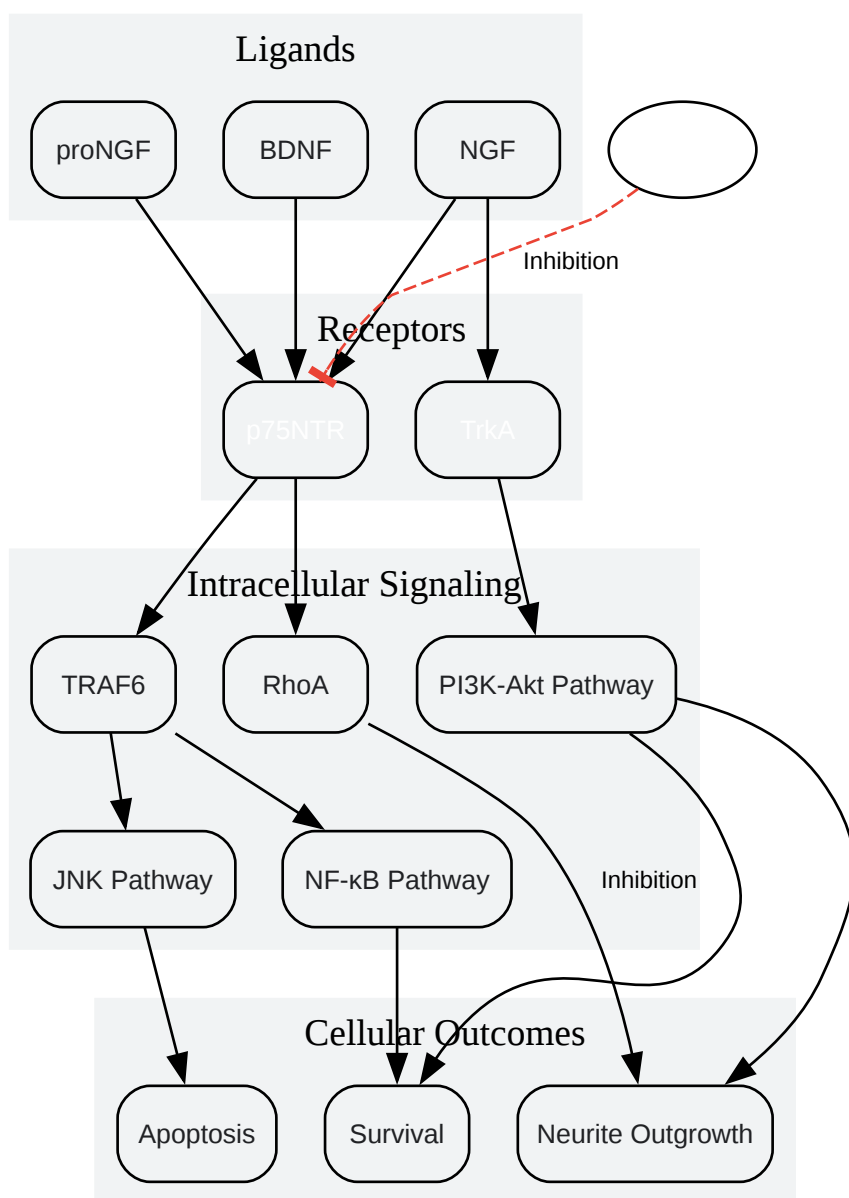 Ligands
proNGF
BDNF
NGF
Inhibition
Receptors
p75NTR
TrkA
Intracellular Signaling
TRAF6
RhoA
PI3K-Akt Pathway
JNK Pathway
NF-κB Pathway
Inhibition
Cellular Outcomes
Apoptosis
Survival
Neurite Outgrowth